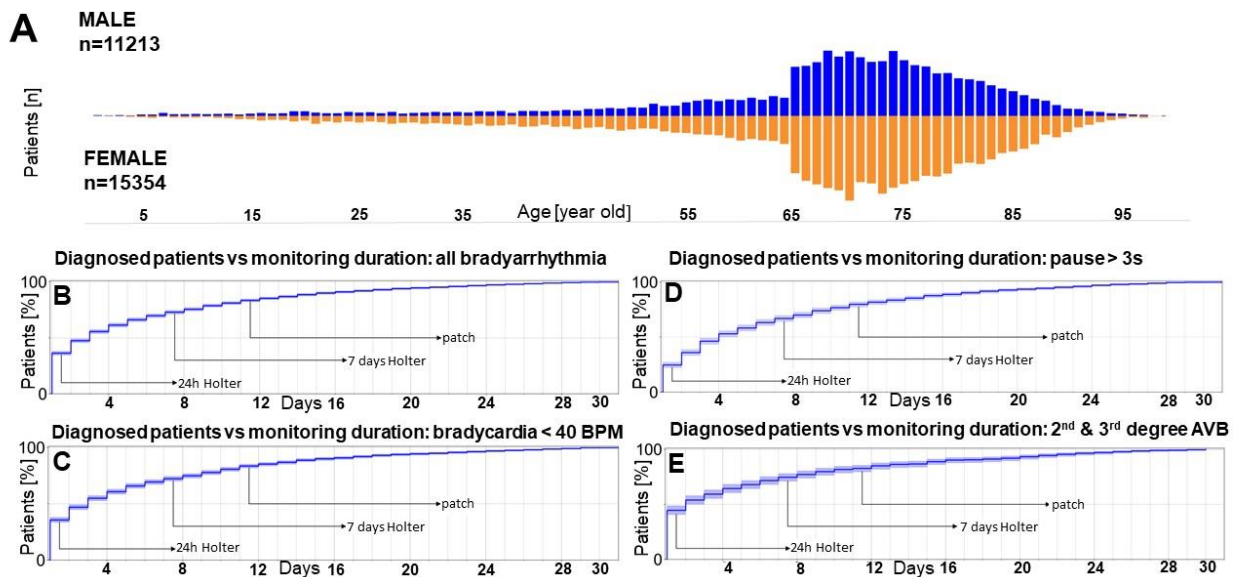 A
MALE
n=11213
Patients [n]
FEMALE
n=15354
5 15 25 35 Age [year old] 55 65 75 85 95
Diagnosed patients vs monitoring duration: all bradyarrhythmia
B
100
Patients [%]
0
patch
7 days Holter
24h Holter
4 8 12 Days 16 20 24 28 30
Diagnosed patients vs monitoring duration: bradycardia < 40 BPM
C
100
Patients [%]
0
patch
7 days Holter
24h Holter
4 8 12 Days 16 20 24 28 30
Diagnosed patients vs monitoring duration: pause > 3s
D
100
Patients [%]
0
patch
7 days Holter
24h Holter
4 8 12 Days 16 20 24 28 30
Diagnosed patients vs monitoring duration: 2nd & 3rd degree AVB
E
100
Patients [%]
0
patch
7 days Holter
24h Holter
4 8 12 Days 16 20 24 28 30